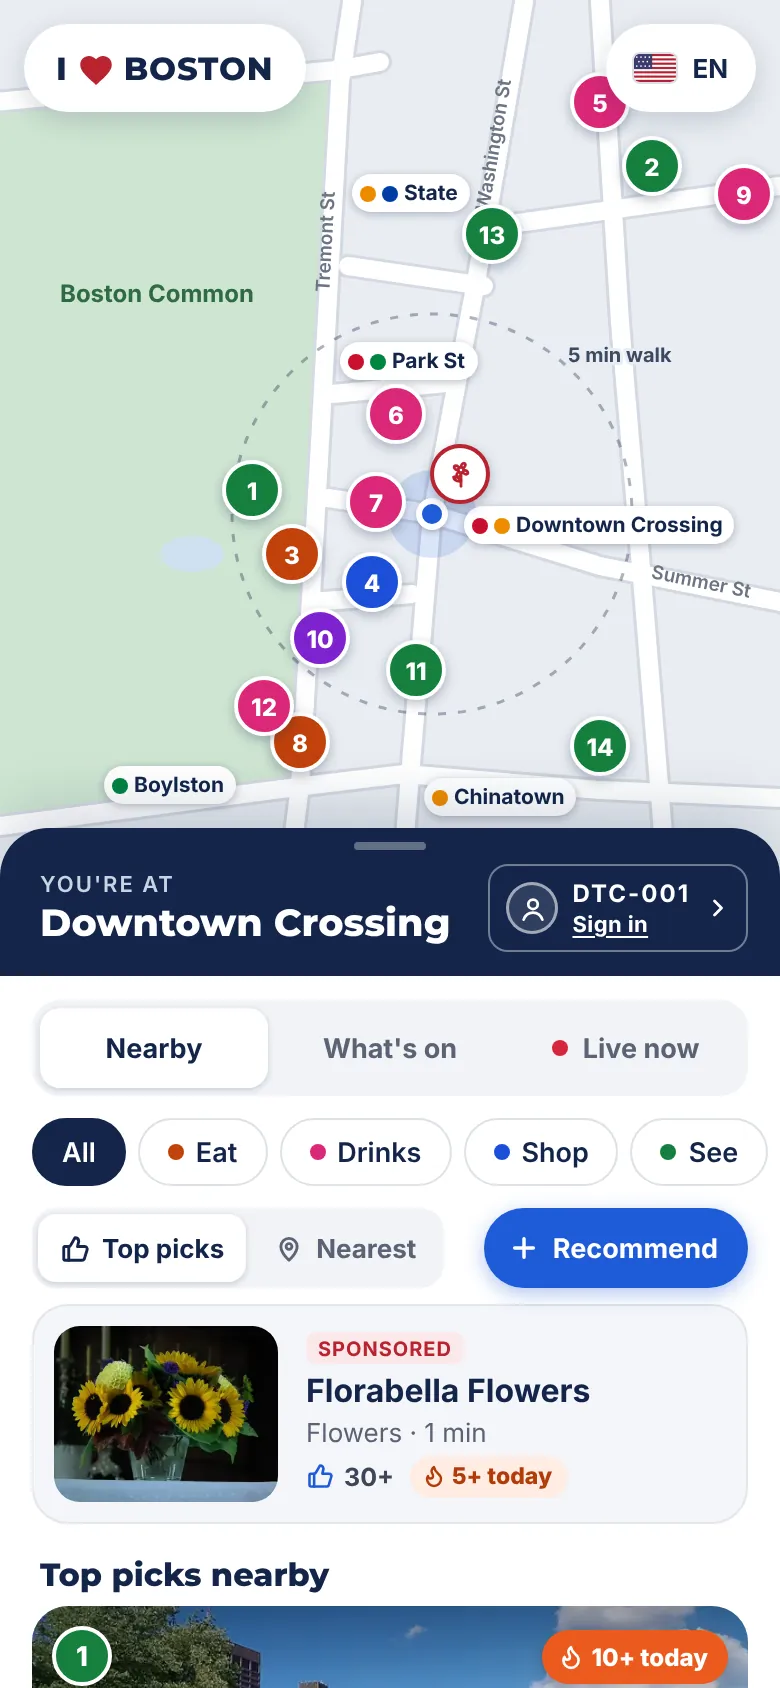 I ❤ BOSTON
EN
5
2
9
Washington St
State
13
Tremont St
Boston Common
5 min walk
Park St
6
1
7
Downtown Crossing
3
4
Summer St
10
11
12
8
14
Boylston
Chinatown
YOU'RE AT
Downtown Crossing
DTC-001
Sign in
Nearby
What's on
Live now
All
Eat
Drinks
Shop
See
Top picks
Nearest
+ Recommend
SPONSORED
Florabella Flowers
Flowers · 1 min
30+
5+ today
Top picks nearby
1
10+ today